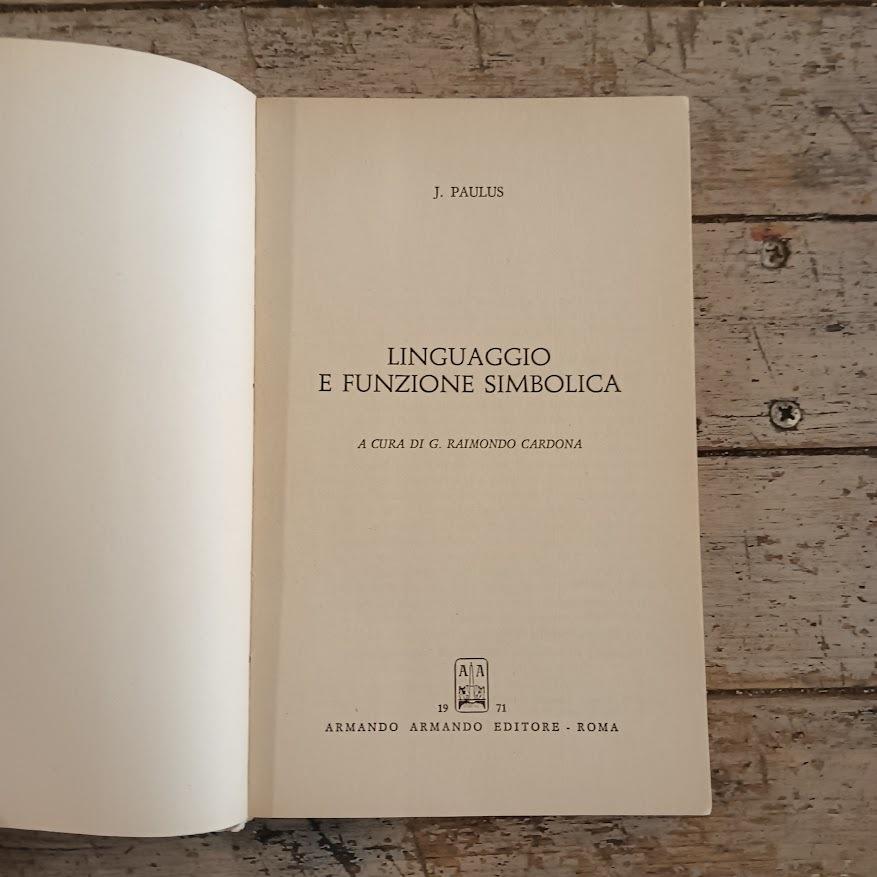 J. PAULUS
LINGUAGGIO
E FUNZIONE SIMBOLICA
A CURA DI G. RAIMONDO CARDONA
A A
19 71
ARMANDO ARMANDO EDITORE - ROMA